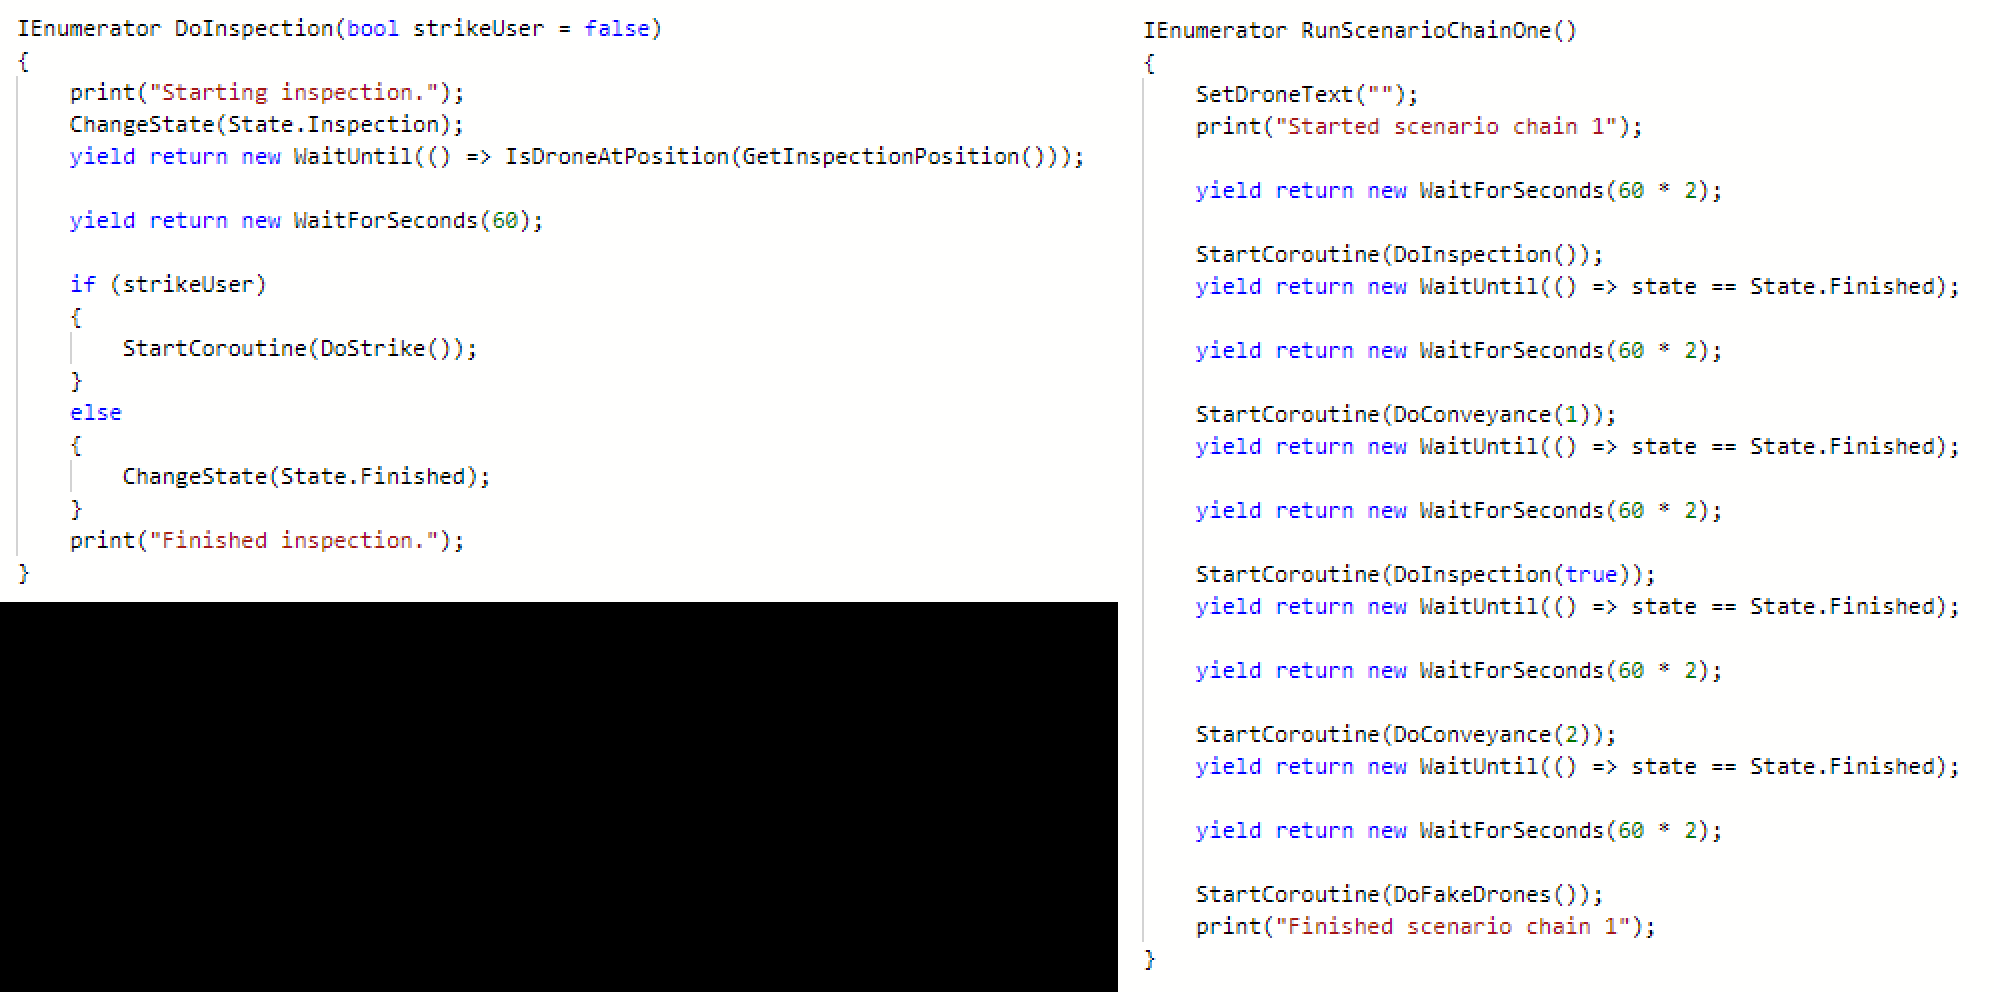 IEnumerator DoInspection(bool strikeUser = false)
{
    print("Starting inspection.");
    ChangeState(State.Inspection);
    yield return new WaitUntil(() => IsDroneAtPosition(GetInspectionPosition()));

    yield return new WaitForSeconds(60);

    if (strikeUser)
    {
        StartCoroutine(DoStrike());
    }
    else
    {
        ChangeState(State.Finished);
    }
    print("Finished inspection.");
}
IEnumerator RunScenarioChainOne()
{
    SetDroneText("");
    print("Started scenario chain 1");

    yield return new WaitForSeconds(60 * 2);

    StartCoroutine(DoInspection());
    yield return new WaitUntil(() => state == State.Finished);

    yield return new WaitForSeconds(60 * 2);

    StartCoroutine(DoConveyance(1));
    yield return new WaitUntil(() => state == State.Finished);

    yield return new WaitForSeconds(60 * 2);

    StartCoroutine(DoInspection(true));
    yield return new WaitUntil(() => state == State.Finished);

    yield return new WaitForSeconds(60 * 2);

    StartCoroutine(DoConveyance(2));
    yield return new WaitUntil(() => state == State.Finished);

    yield return new WaitForSeconds(60 * 2);

    StartCoroutine(DoFakeDrones());
    print("Finished scenario chain 1");
}